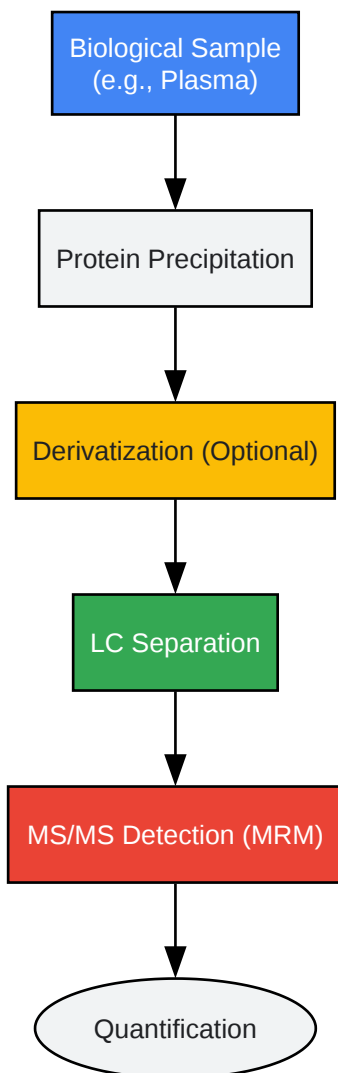 Biological Sample
(e.g., Plasma)
Protein Precipitation
Derivatization (Optional)
LC Separation
MS/MS Detection (MRM)
Quantification